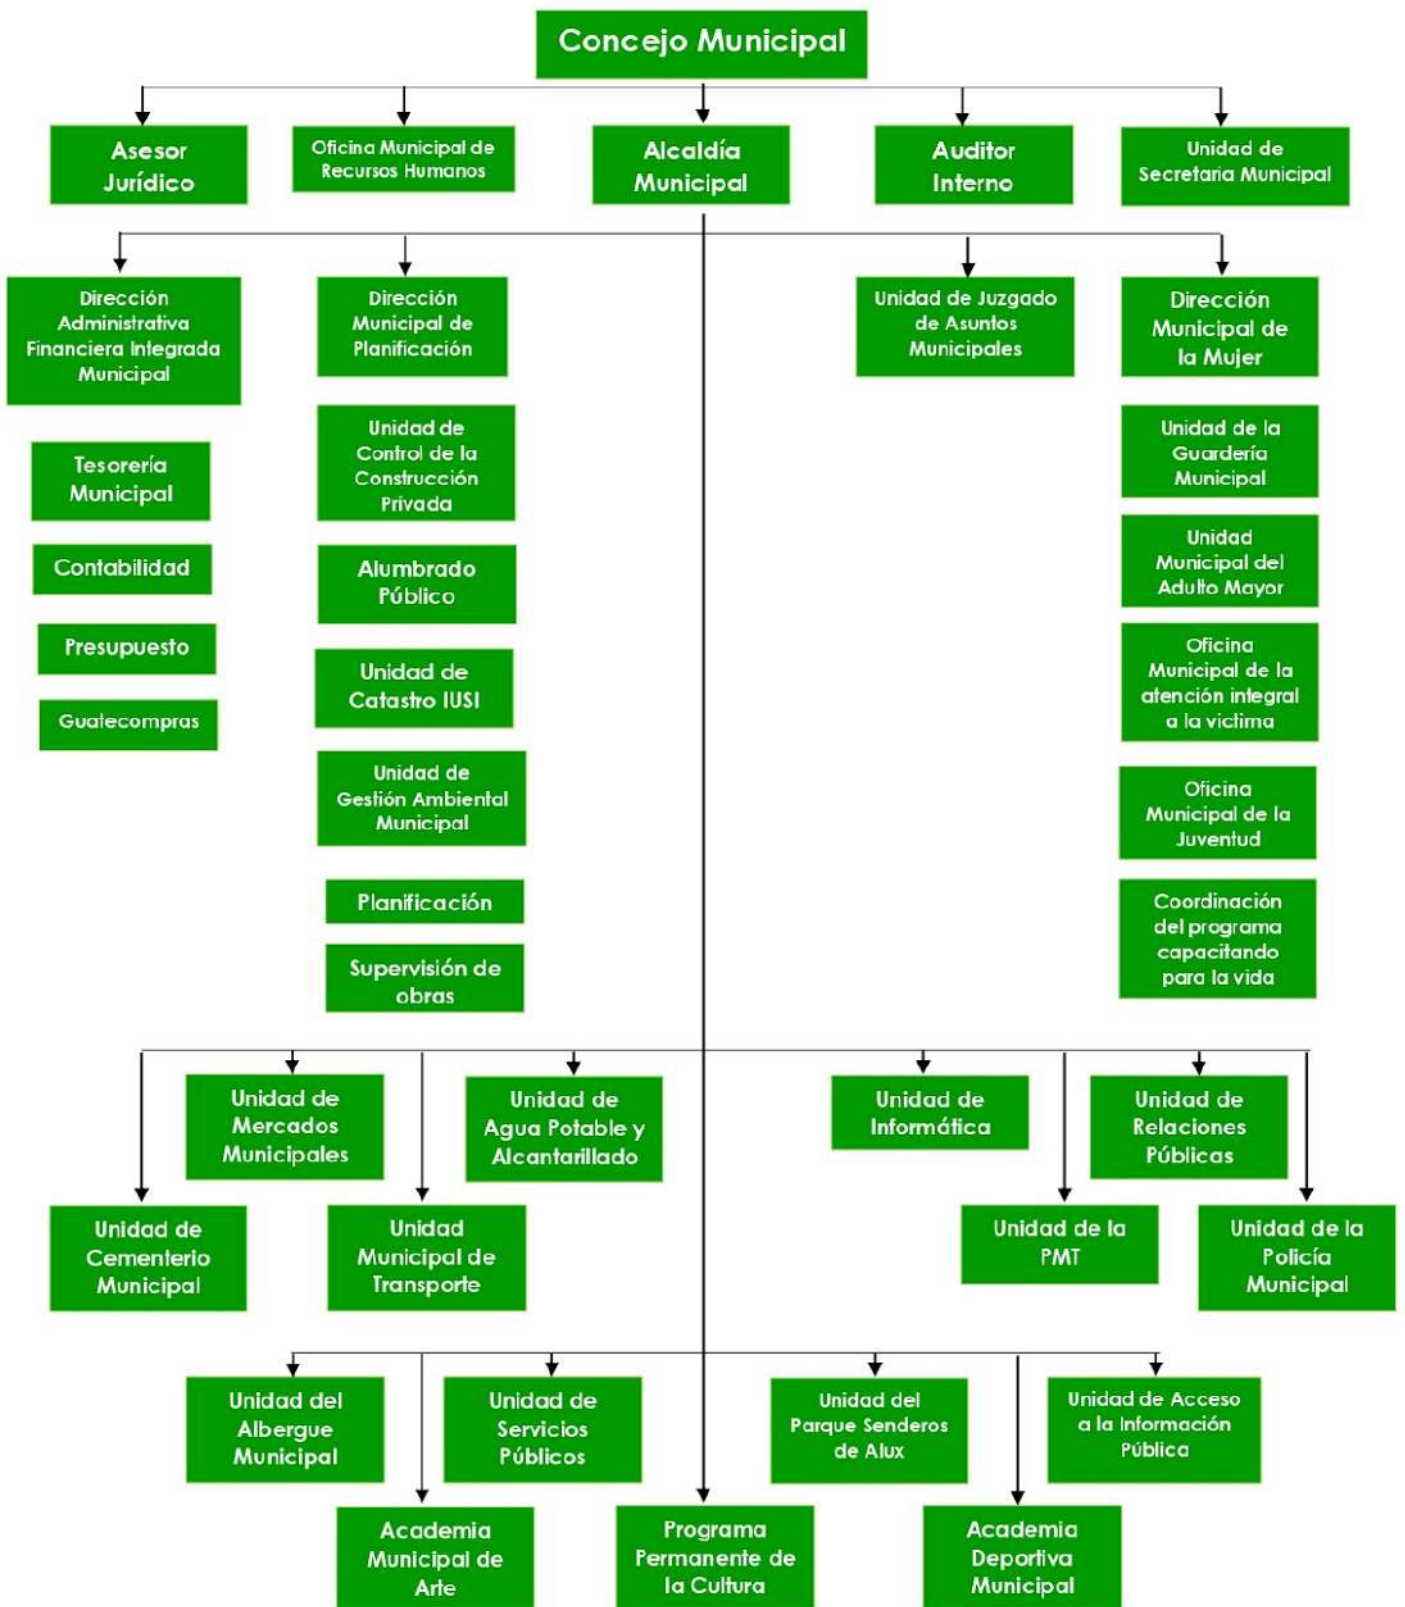 Concejo Municipal
Asesor
Jurídico
Oficina Municipal de
Recursos Humanos
Alcaldía
Municipal
Auditor
Interno
Unidad de
Secretaria Municipal
Dirección
Administrativa
Financiera Integrada
Municipal
Dirección
Municipal de
Planificación
Unidad de Juzgado
de Asuntos
Municipales
Dirección
Municipal de
la Mujer
Tesorería
Municipal
Contabilidad
Presupuesto
Guatecompras
Unidad de
Control de la
Construcción
Privada
Alumbrado
Público
Unidad de
Catastro IUSI
Unidad de
Gestión Ambiental
Municipal
Planificación
Supervisión de
obras
Unidad de la
Guardería
Municipal
Unidad
Municipal del
Adulto Mayor
Oficina
Municipal de la
atención integral
a la victima
Oficina
Municipal de la
Juventud
Coordinación
del programa
capacitando
para la vida
Unidad de
Mercados
Municipales
Unidad de
Agua Potable y
Alcantarillado
Unidad de
Informática
Unidad de
Relaciones
Públicas
Unidad de
Cementerio
Municipal
Unidad
Municipal de
Transporte
Unidad de la
PMT
Unidad de la
Policía
Municipal
Unidad del
Albergue
Municipal
Unidad de
Servicios
Públicos
Unidad del
Parque Senderos
de Alux
Unidad de Acceso
a la Información
Pública
Academia
Municipal de
Arte
Programa
Permanente de
la Cultura
Academia
Deportiva
Municipal